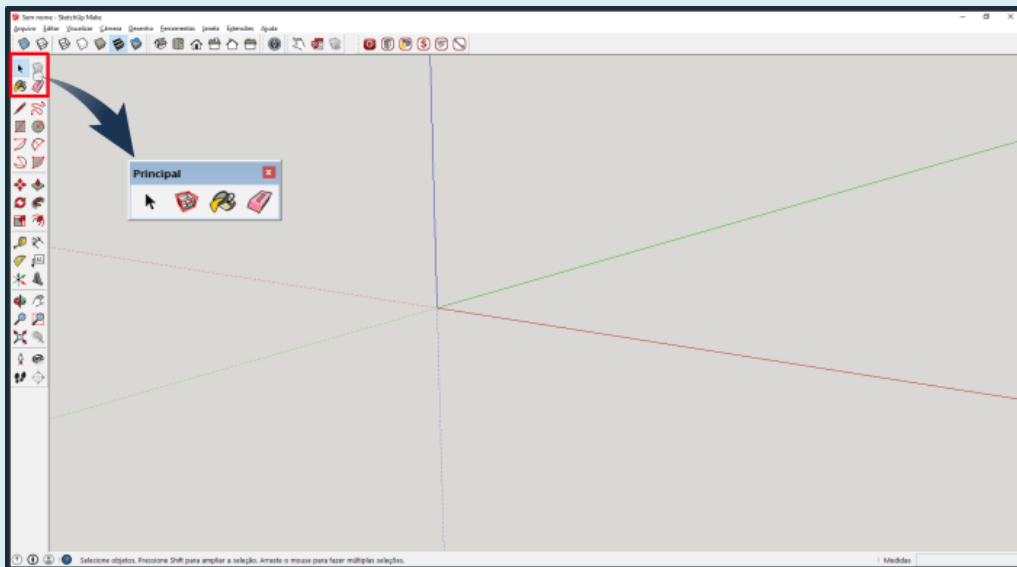 Sem nome - SketchUp Make
Arquivo Editar Visualizar Câmera Desenho Ferramentas Janela Extensões Ajuda
Principal
Selecione objetos. Pressione Shift para ampliar a seleção. Arraste o mouse para fazer múltiplas seleções.
Medidas